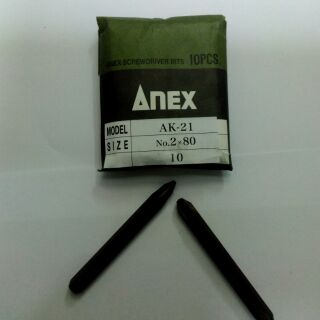 ANEX SCREWDRIVER BITS 10PCS.
ANEX
MODEL AK-21
SIZE No.2×80
10